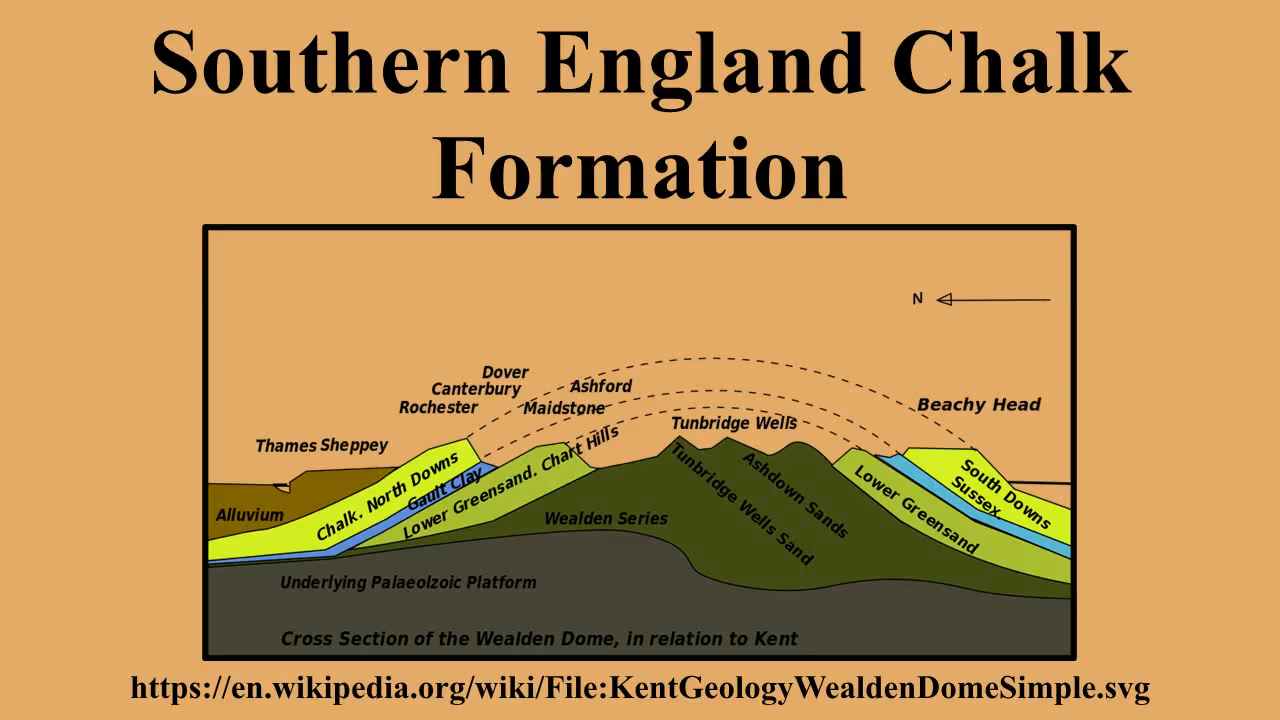 Southern England Chalk
Formation
N
Dover
Canterbury
Ashford
Rochester
Maidstone
Beachy Head
Tunbridge Wells
Thames Sheppey
Chalk. North Downs
Gault Clay
Lower Greensand. Chart Hills
Tunbridge Wells Sand
Ashdown Sands
Lower Greensand
South Downs
Sussex
Alluvium
Wealden Series
Underlying Palaeolzoic Platform
Cross Section of the Wealden Dome, in relation to Kent
https://en.wikipedia.org/wiki/File:KentGeologyWealdenDomeSimple.svg